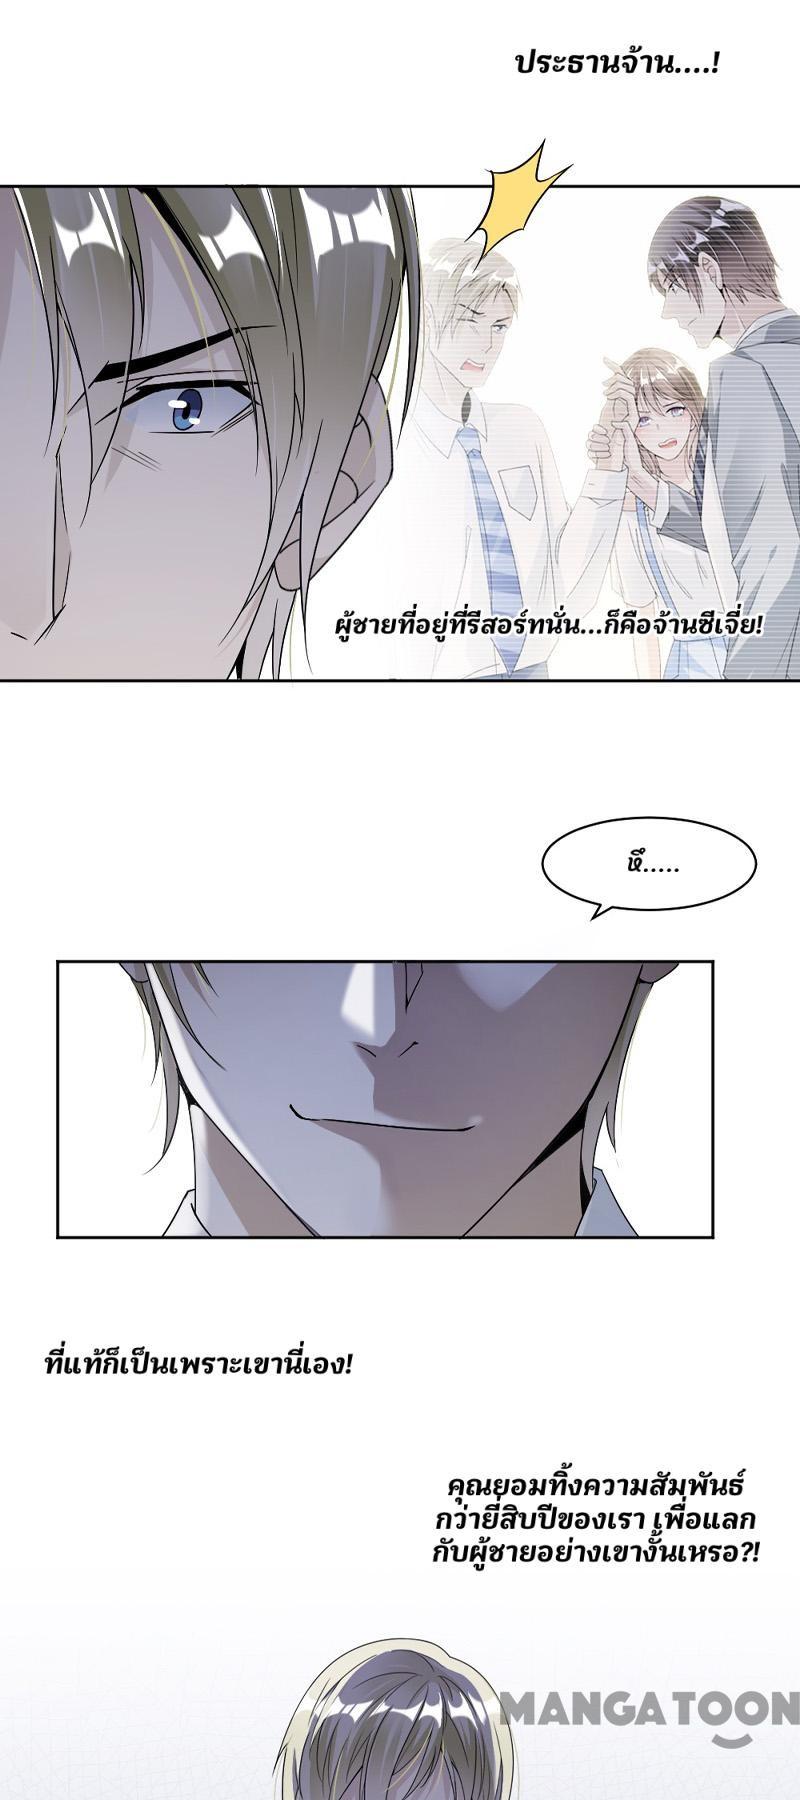 ประธานจ้าน....!
ผู้ชายที่อยู่ที่รีสอร์ทนั่น...ก็คือจ้านซีเจี่ย!
หึ.....
ที่แท้ก็เป็นเพราะเขานี่เอง!
คุณยอมทิ้งความสัมพันธ์
กว่ายี่สิบปีของเรา เพื่อแลก
กับผู้ชายอย่างเขางั้นเหรอ?!
MANGATOON